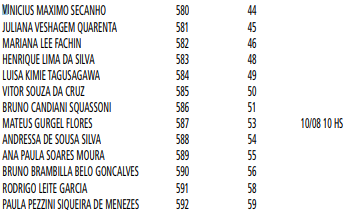 VINICIUS MAXIMO SECANHO 580 44
JULIANA VESHAGEM QUARENTA 581 45
MARIANA LEE FACHIN 582 46
HENRIQUE LIMA DA SILVA 583 48
LUISA KIMIE TAGUSAGAWA 584 49
VITOR SOUZA DA CRUZ 585 50
BRUNO CANDIANI SQUASSONI 586 51
MATEUS GURGEL FLORES 587 53 10/08 10 HS
ANDRESSA DE SOUSA SILVA 588 54
ANA PAULA SOARES MOURA 589 55
BRUNO BRAMBILLA BELO GONCALVES 590 56
RODRIGO LEITE GARCIA 591 58
PAULA PEZZINI SIQUEIRA DE MENEZES 592 59